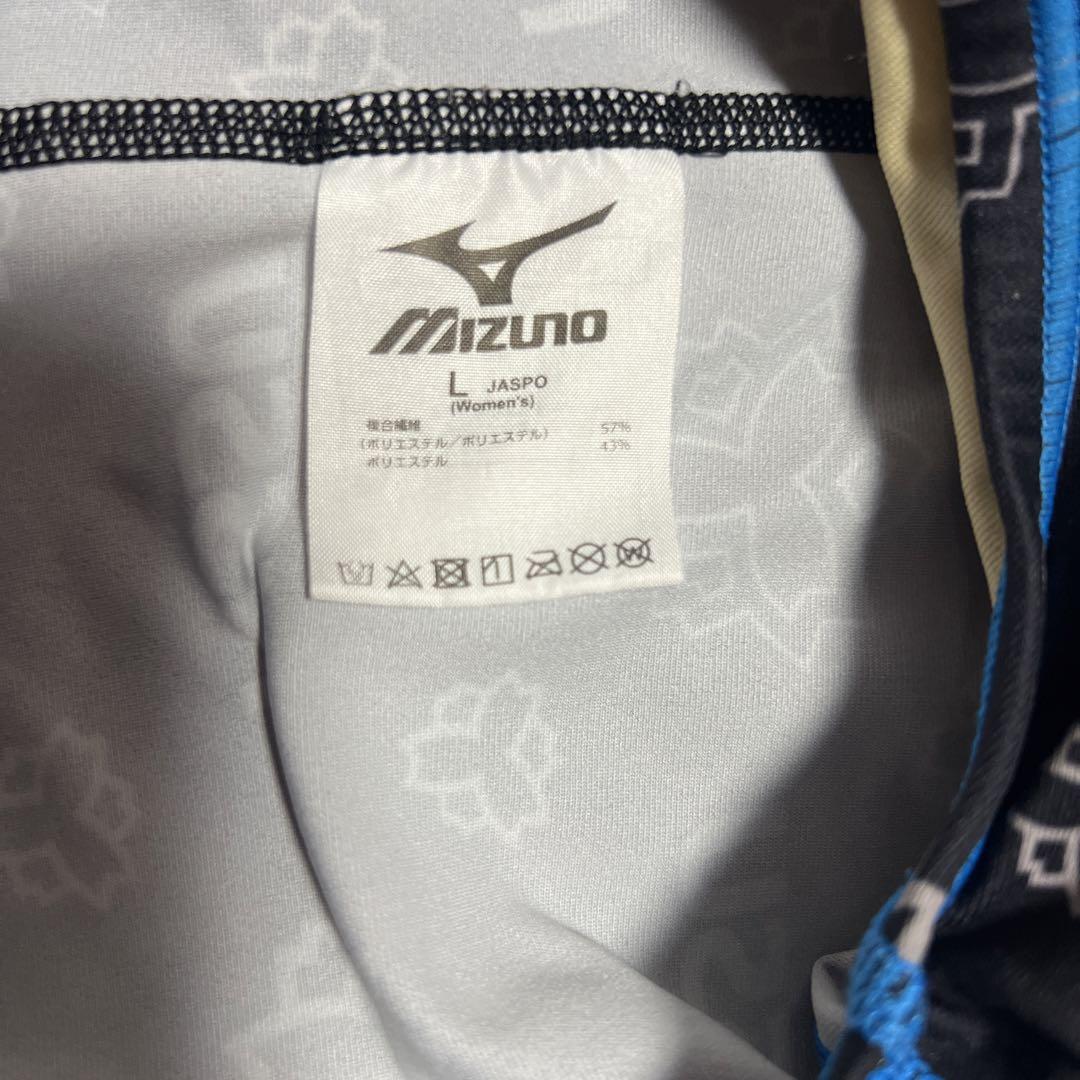 MIZUNO
L JASPO
(Women's)
複合繊維 57%
(ポリエステル/ポリエステル) 43%
ポリエステル
W